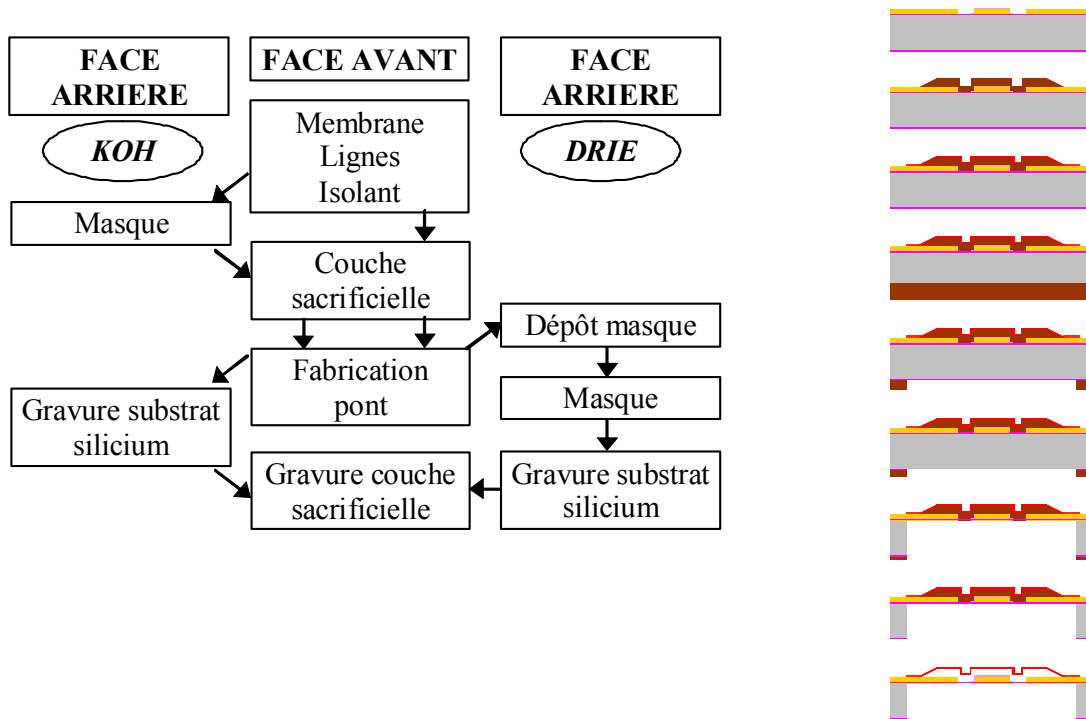 FACE
ARRIERE
FACE AVANT
FACE
ARRIERE
KOH
Membrane
Lignes
Isolant
DRIE
Masque
Couche
sacrificielle
Dépôt masque
Fabrication
pont
Masque
Gravure substrat
silicium
Gravure couche
sacrificielle
Gravure substrat
silicium